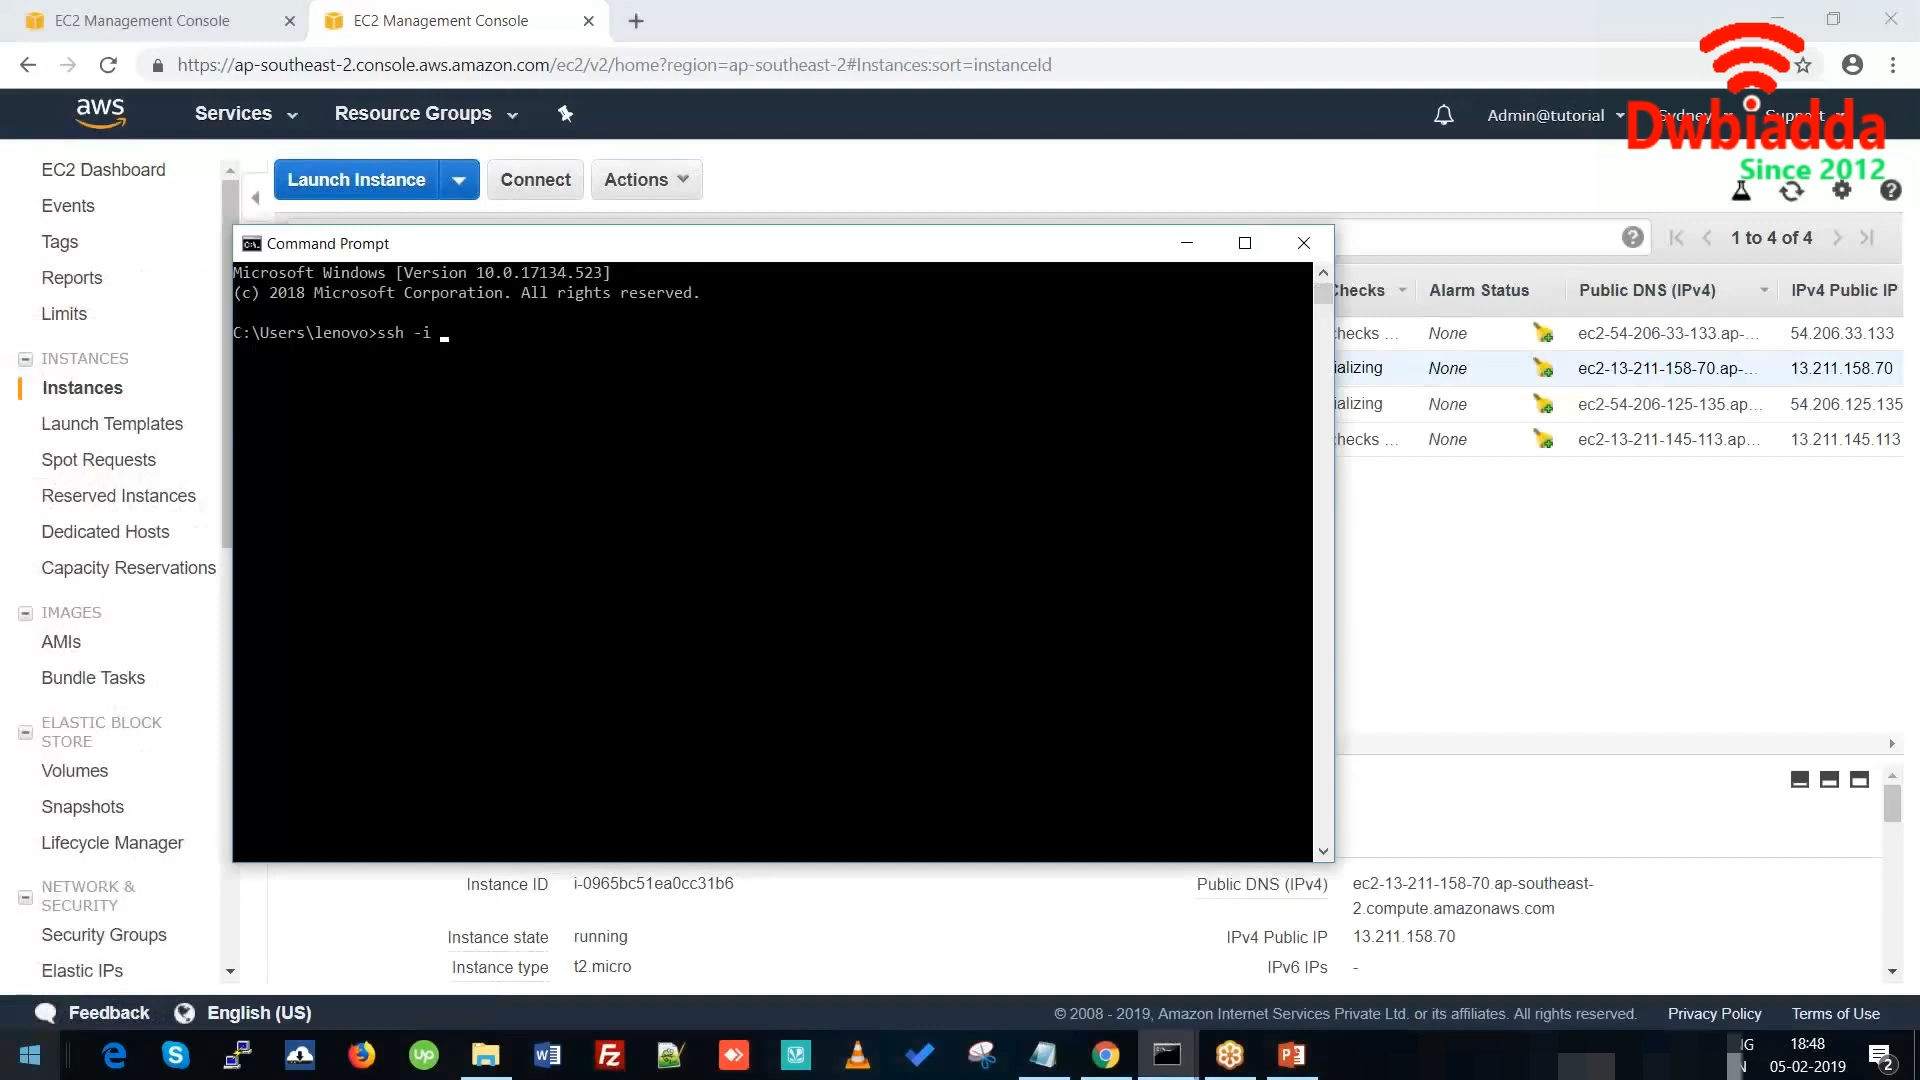 EC2 Management Console
EC2 Management Console
https://ap-southeast-2.console.aws.amazon.com/ec2/v2/home?region=ap-southeast-2#Instances:sort=instanceId
aws
Services
Resource Groups
Admin@tutorial
Sydney
Support
Dwbiadda
Since 2012
EC2 Dashboard
Events
Tags
Reports
Limits
INSTANCES
Instances
Launch Templates
Spot Requests
Reserved Instances
Dedicated Hosts
Capacity Reservations
IMAGES
AMIs
Bundle Tasks
ELASTIC BLOCK
STORE
Volumes
Snapshots
Lifecycle Manager
NETWORK &
SECURITY
Security Groups
Elastic IPs
Launch Instance
Connect
Actions
1 to 4 of 4
Command Prompt
Microsoft Windows [Version 10.0.17134.523]
(c) 2018 Microsoft Corporation. All rights reserved.
C:\Users\lenovo>ssh -i
Checks Alarm Status Public DNS (IPv4) IPv4 Public IP
checks ... None ec2-54-206-33-133.ap-... 54.206.33.133
ializing None ec2-13-211-158-70.ap-... 13.211.158.70
ializing None ec2-54-206-125-135.ap... 54.206.125.135
checks ... None ec2-13-211-145-113.ap... 13.211.145.113
Instance ID i-0965bc51ea0cc31b6
Instance state running
Instance type t2.micro
Public DNS (IPv4) ec2-13-211-158-70.ap-southeast-
2.compute.amazonaws.com
IPv4 Public IP 13.211.158.70
IPv6 IPs -
Feedback
English (US)
© 2008 - 2019, Amazon Internet Services Private Ltd. or its affiliates. All rights reserved.
Privacy Policy
Terms of Use
18:48
05-02-2019
2